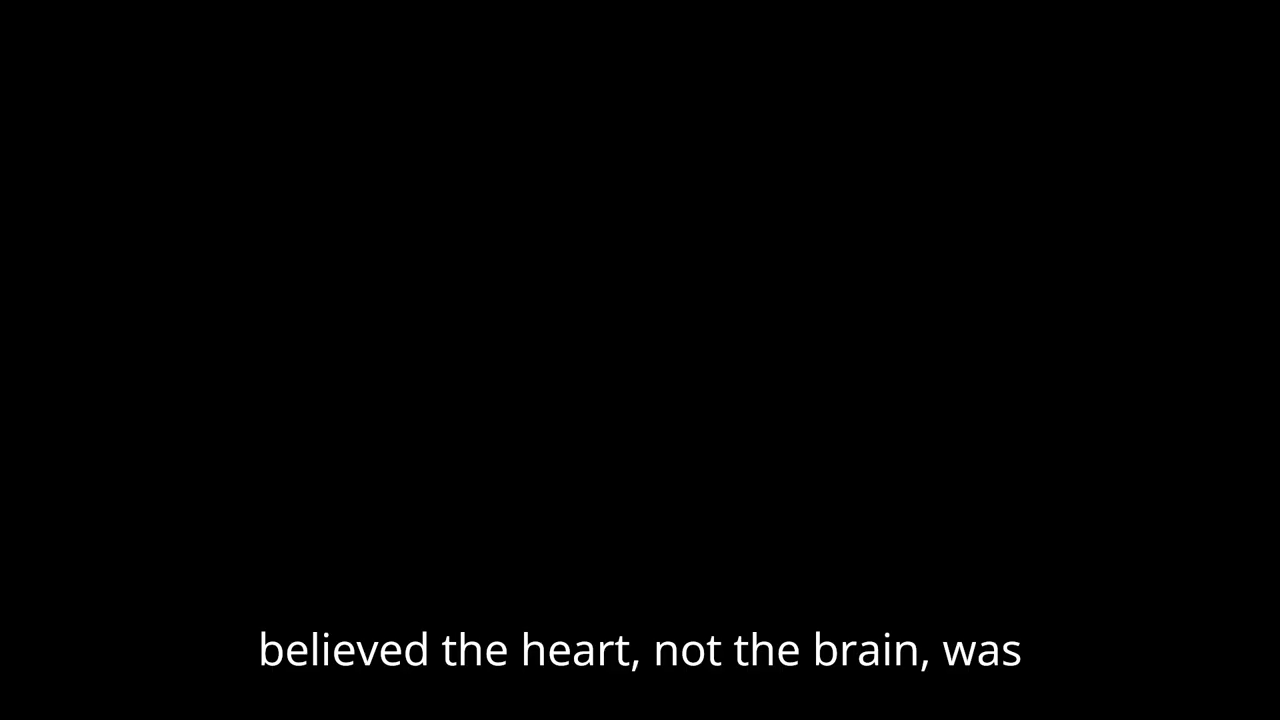 believed the heart, not the brain, was